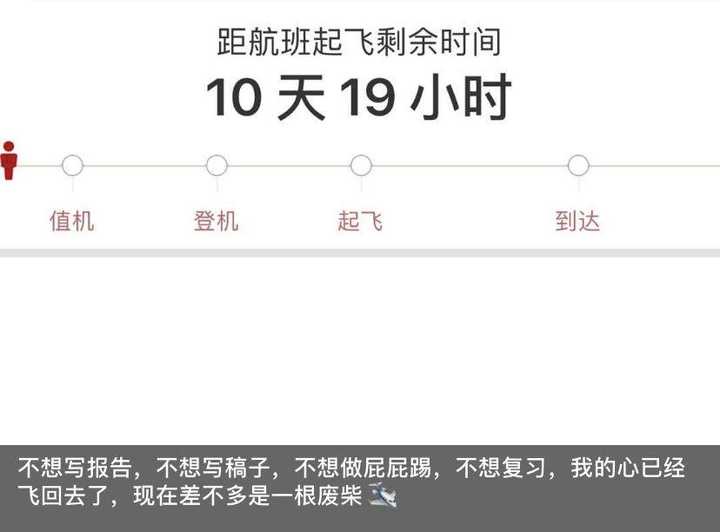 距航班起飞剩余时间
10 天 19 小时
值机
登机
起飞
到达
不想写报告，不想写稿子，不想做屁屁踢，不想复习，我的心已经
飞回去了，现在差不多是一根废柴